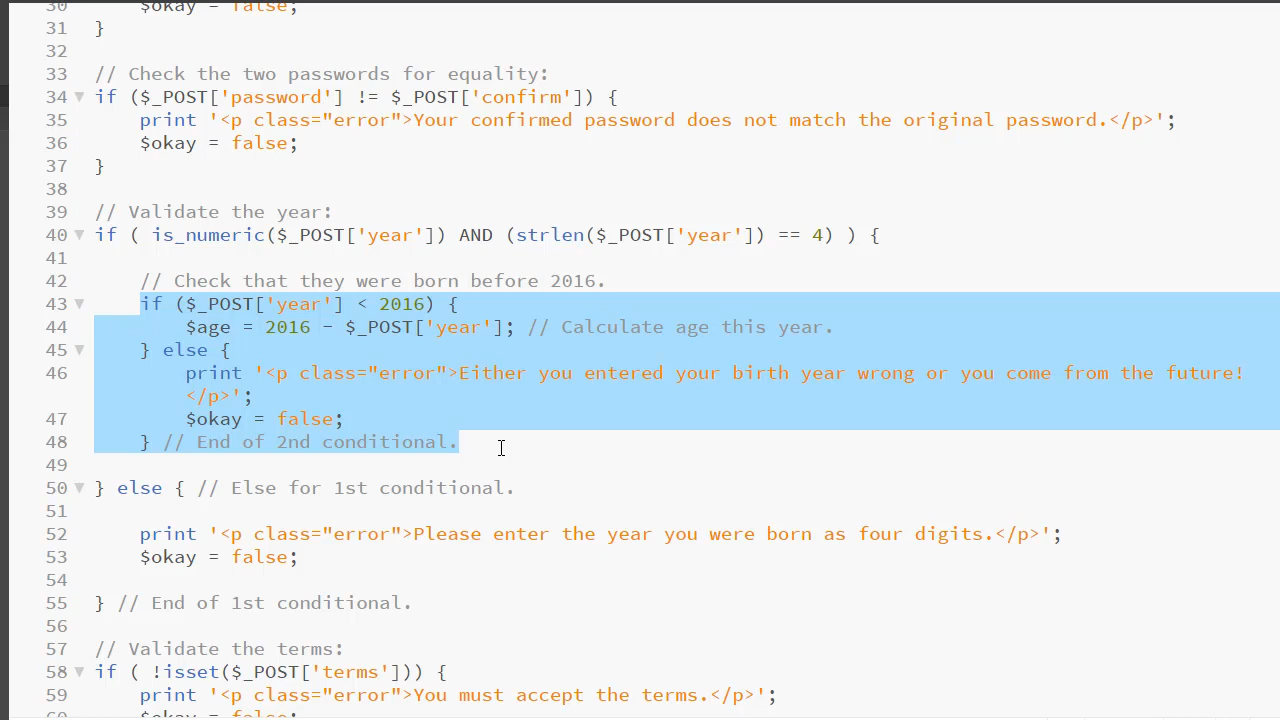 30 $okay = false;
31 }
32
33 // Check the two passwords for equality:
34 if ($_POST['password'] != $_POST['confirm']) {
35 print '<p class="error">Your confirmed password does not match the original password.</p>';
36 $okay = false;
37 }
38
39 // Validate the year:
40 if ( is_numeric($_POST['year']) AND (strlen($_POST['year']) == 4) ) {
41
42 // Check that they were born before 2016.
43 if ($_POST['year'] < 2016) {
44 $age = 2016 - $_POST['year']; // Calculate age this year.
45 } else {
46 print '<p class="error">Either you entered your birth year wrong or you come from the future!
</p>';
47 $okay = false;
48 } // End of 2nd conditional.
49
50 } else { // Else for 1st conditional.
51
52 print '<p class="error">Please enter the year you were born as four digits.</p>';
53 $okay = false;
54
55 } // End of 1st conditional.
56
57 // Validate the terms:
58 if ( !isset($_POST['terms'])) {
59 print '<p class="error">You must accept the terms.</p>';
60 $okay = false;